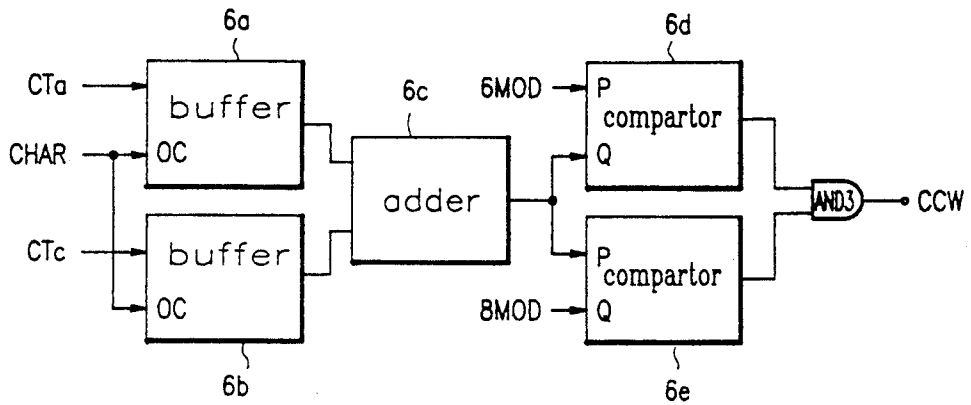 6a
CTa
buffer
CHAR
OC
CTc
buffer
OC
6b
6c
adder
6d
6MOD
P
compartor
Q
P
compartor
8MOD
Q
6e
AND3
CCW